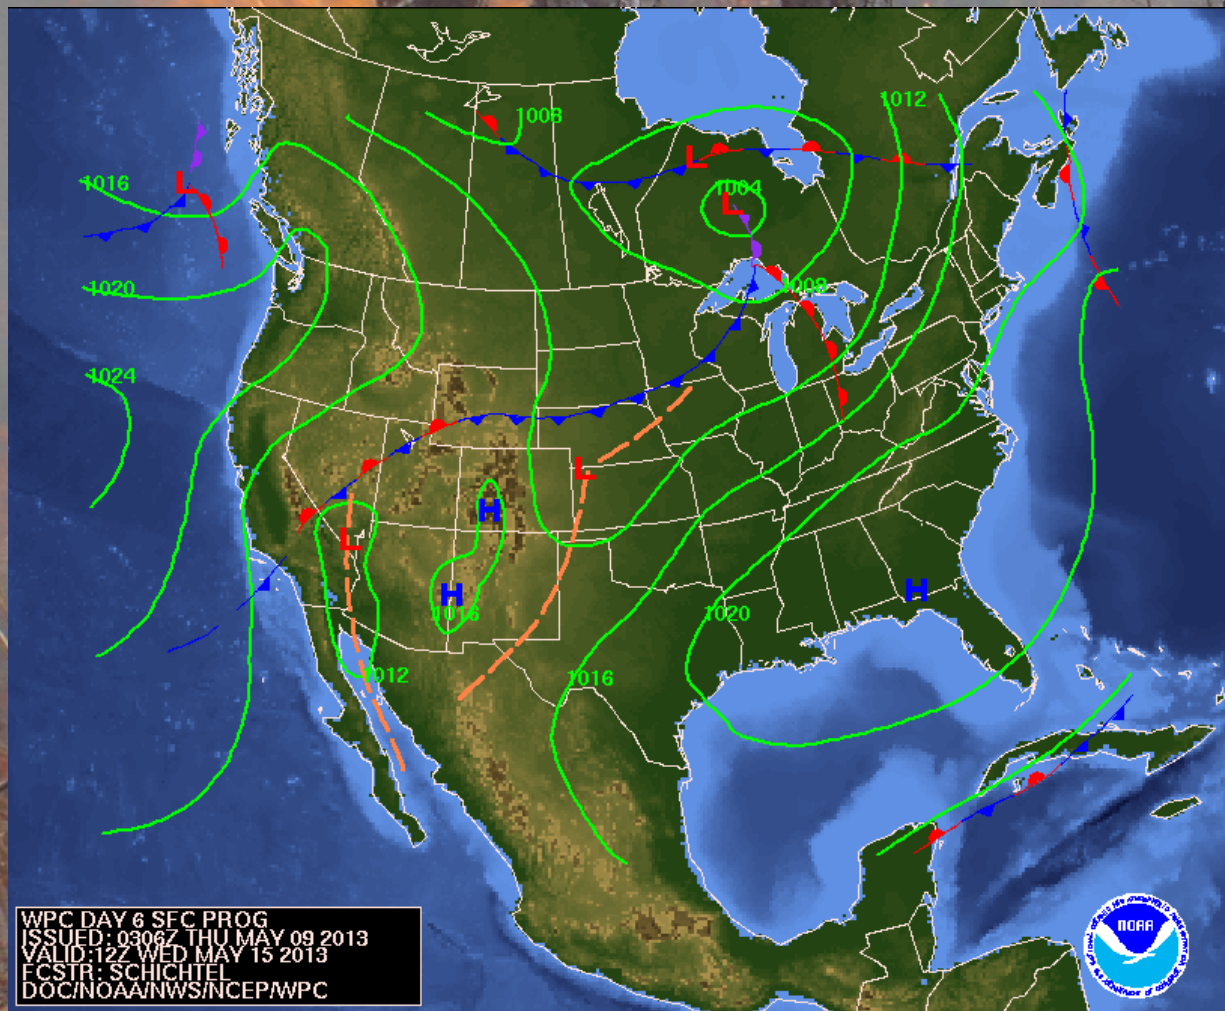 1012
1008
L
1004
L
1016
L
1008
1020
1024
L
L
H
H
1016
H
1020
1012
1016
WPC DAY 6 SFC PROG
ISSUED: 0306Z THU MAY 09 2013
VALID:12Z WED MAY 15 2013
FCSTR: SCHICHTEL
DOC/NOAA/NWS/NCEP/WPC
NOAA